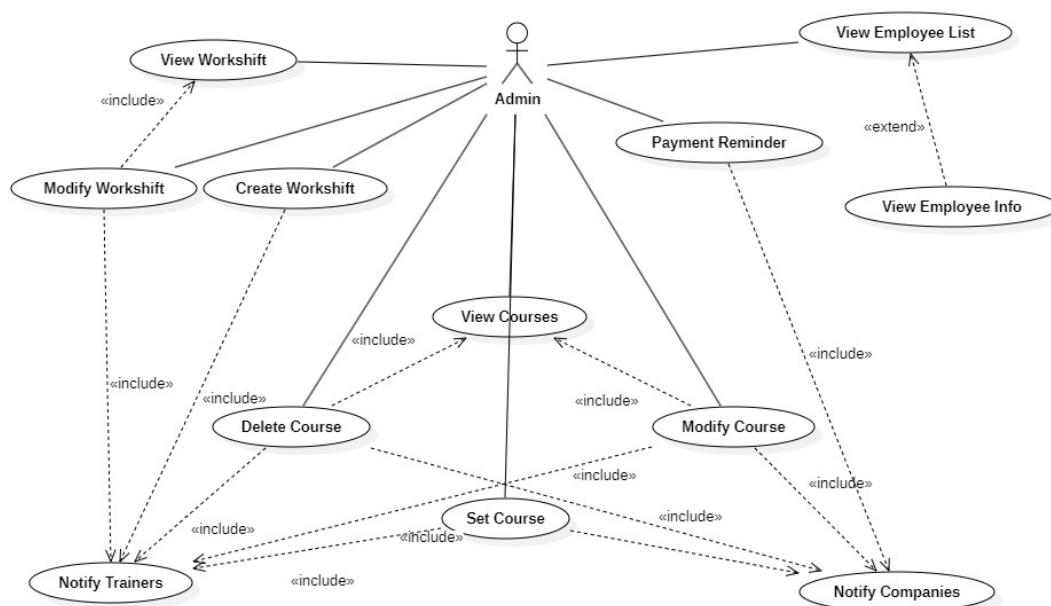 View Employee List
View Workshift
Admin
«include»
«extend»
Payment Reminder
Modify Workshift
Create Workshift
View Employee Info
View Courses
«include»
«include»
«include»
«include»
«include»
Delete Course
Modify Course
«include»
«include»
Set Course
«include»
«include»
«include»
Notify Trainers
Notify Companies
«include»